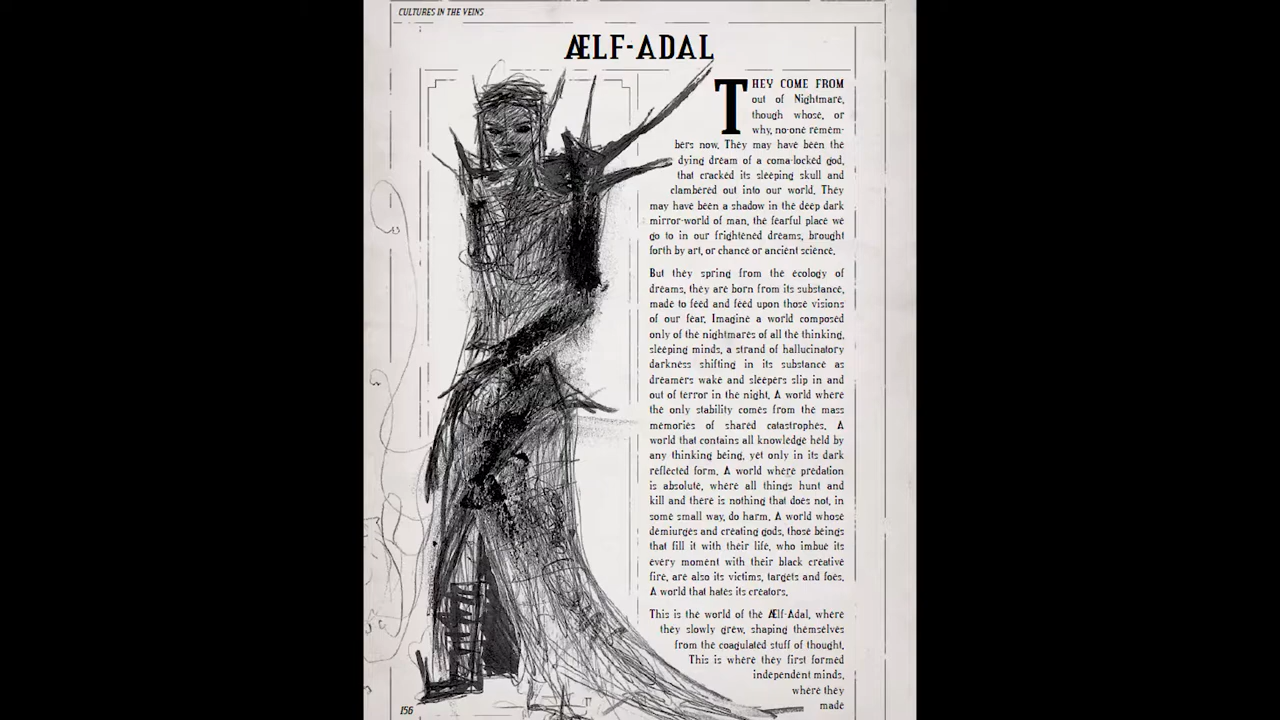 CULTURES IN THE VEINS
ÆLF-ADAL
THEY COME FROM
out of Nightmare,
though whose, or
why, no-one remem-
bers now. They may have been the
dying dream of a coma-locked god,
that cracked its sleeping skull and
clambered out into our world. They
may have been a shadow in the deep dark
mirror-world of man, the fearful place we
go to in our frightened dreams, brought
forth by art, or chance or ancient science.
But they spring from the ecology of
dreams, they are born from its substance,
made to feed and feed upon those visions
of our fear. Imagine a world composed
only of the nightmares of all the thinking,
sleeping minds, a strand of hallucinatory
darkness shifting in its substance as
dreamers wake and sleepers slip in and
out of terror in the night. A world where
the only stability comes from the mass
memories of shared catastrophes. A
world that contains all knowledge held by
any thinking being, yet only in its dark
reflected form. A world where predation
is absolute, where all things hunt and
kill and there is nothing that does not, in
some small way, do harm. A world whose
demiurges and creating gods, those beings
that fill it with their life, who imbue its
every moment with their black creative
fire, are also its victims, targets and foes.
A world that hates its creators.
This is the world of the Ælf-Adal, where
they slowly grew, shaping themselves
from the coagulated stuff of thought.
This is where they first formed
independent minds,
where they
made
156